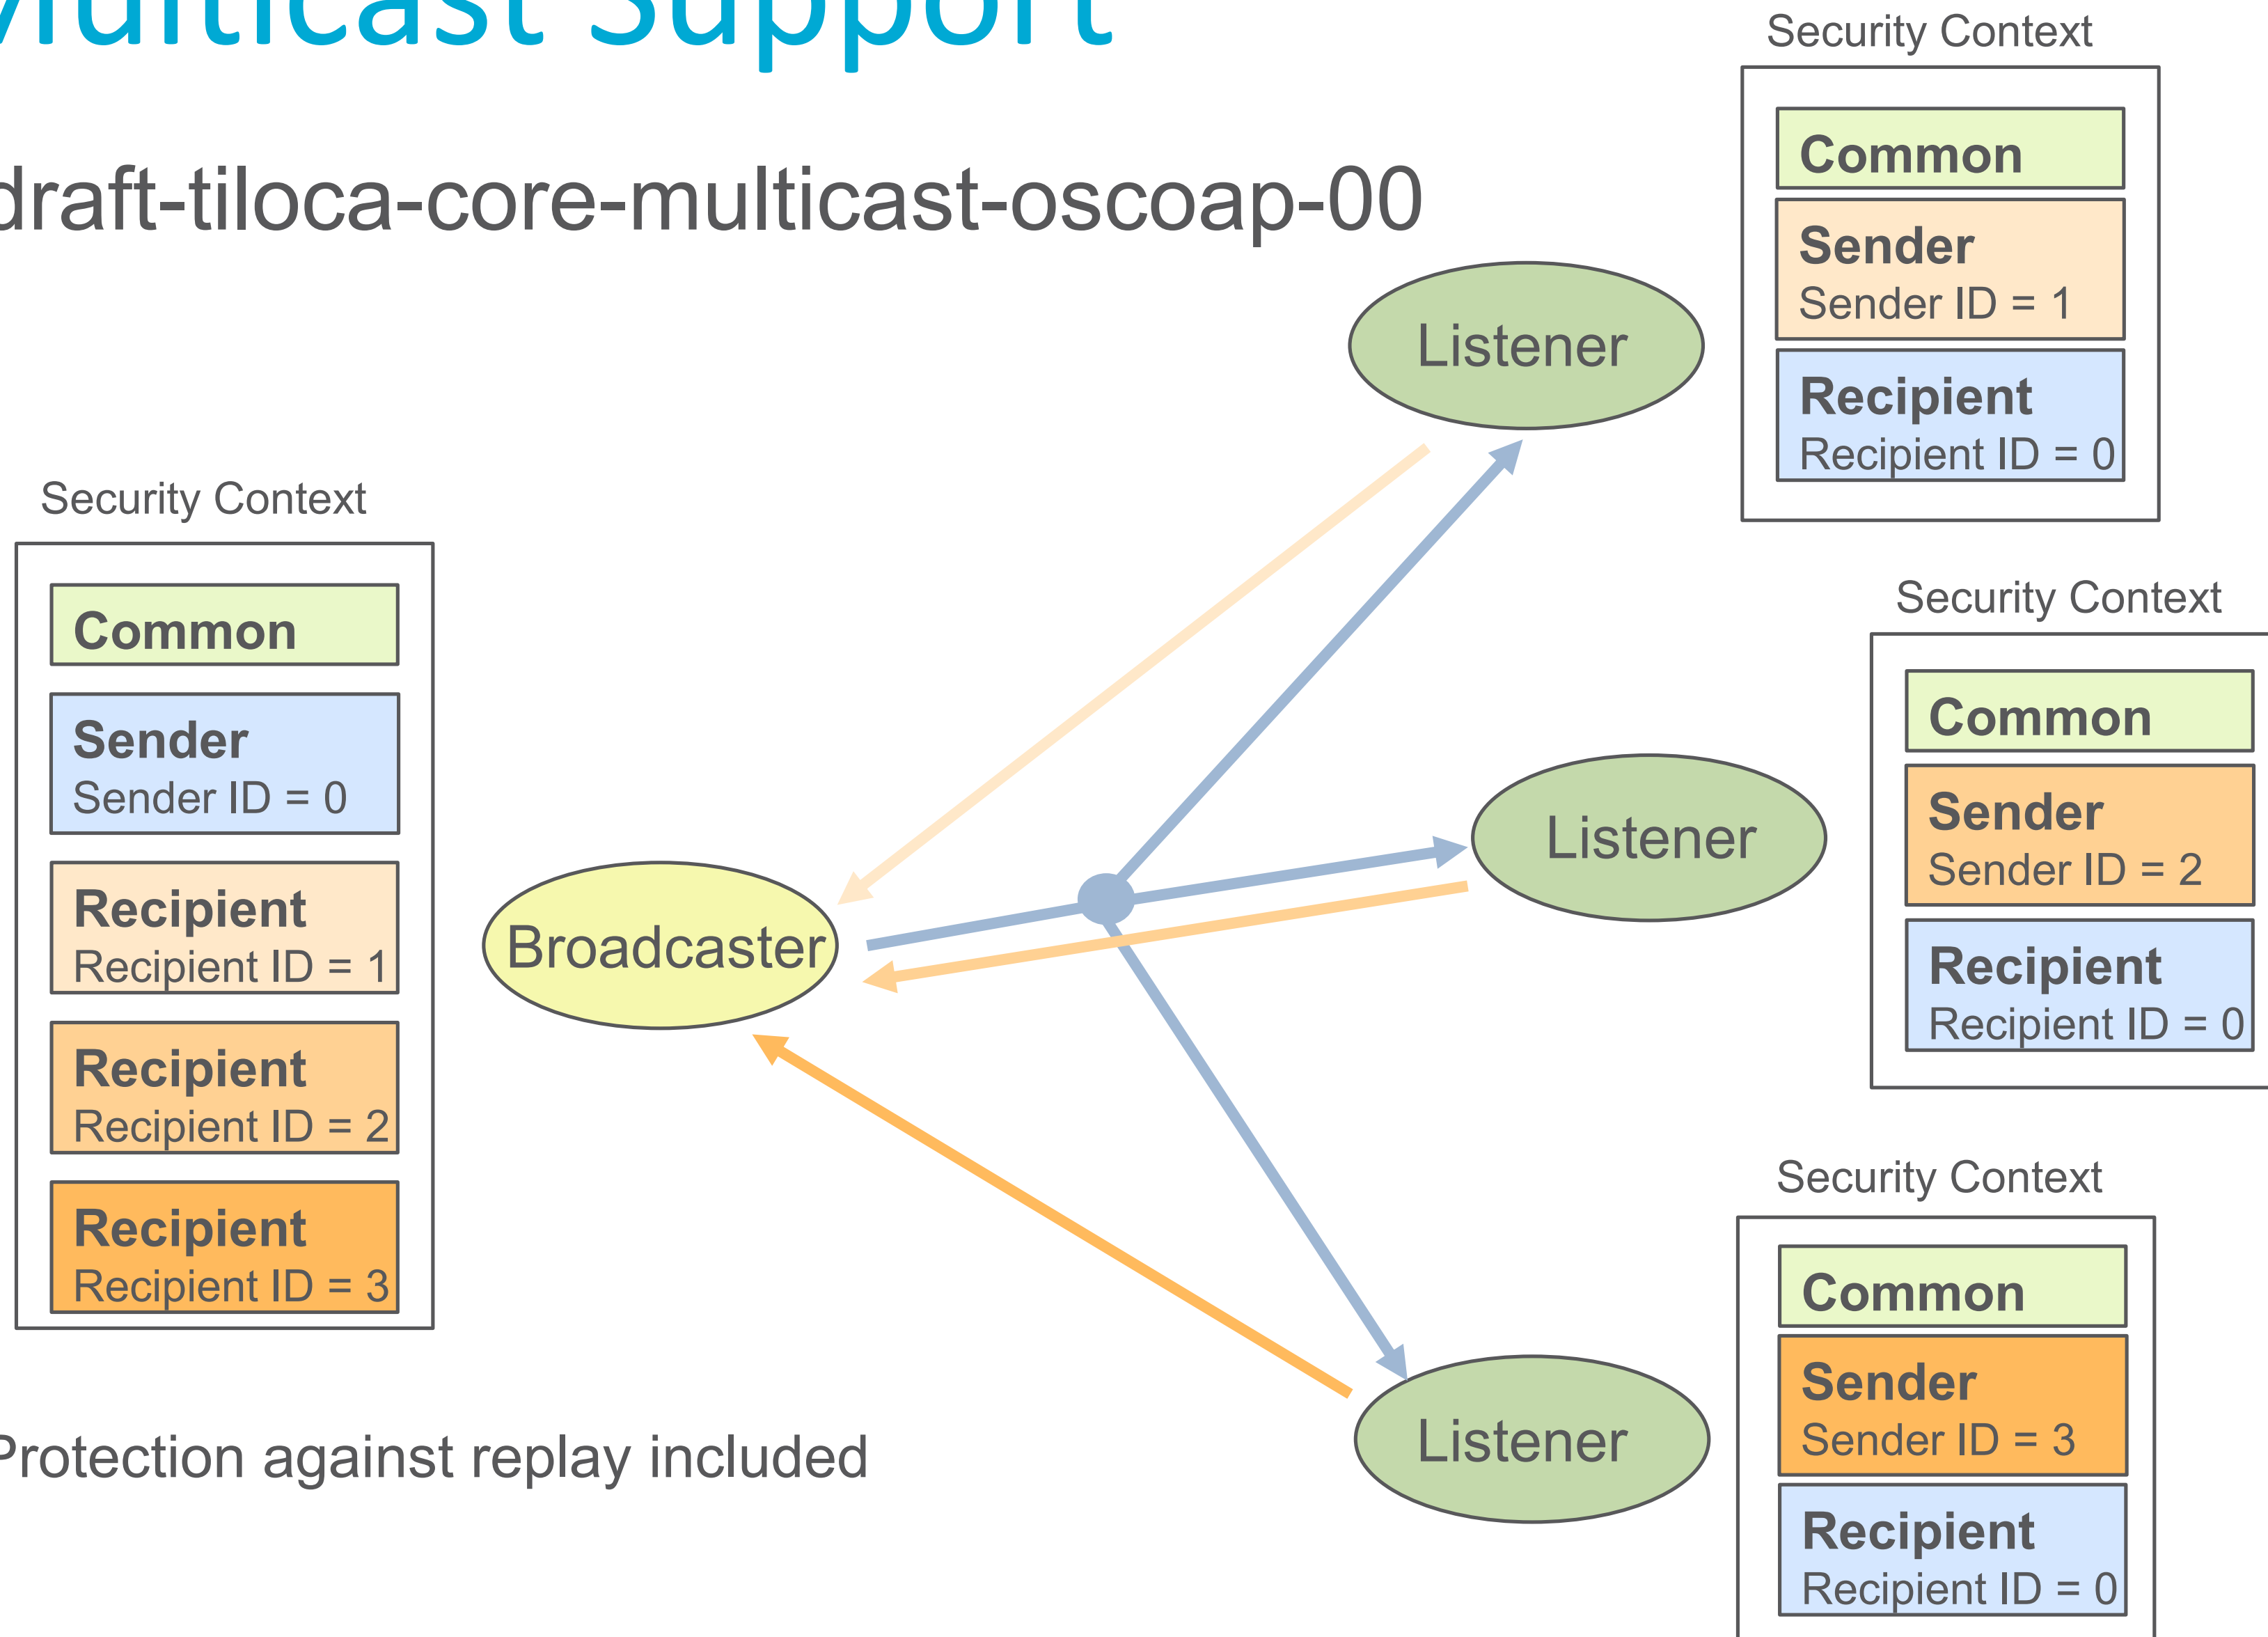 Multicast Support
draft-tiloca-core-multicast-oscoap-00
Security Context
Common
Sender
Sender ID = 1
Recipient
Recipient ID = 0
Listener
Security Context
Common
Sender
Sender ID = 0
Recipient
Recipient ID = 1
Recipient
Recipient ID = 2
Recipient
Recipient ID = 3
Broadcaster
Listener
Security Context
Common
Sender
Sender ID = 2
Recipient
Recipient ID = 0
Listener
Security Context
Common
Sender
Sender ID = 3
Recipient
Recipient ID = 0
Protection against replay included